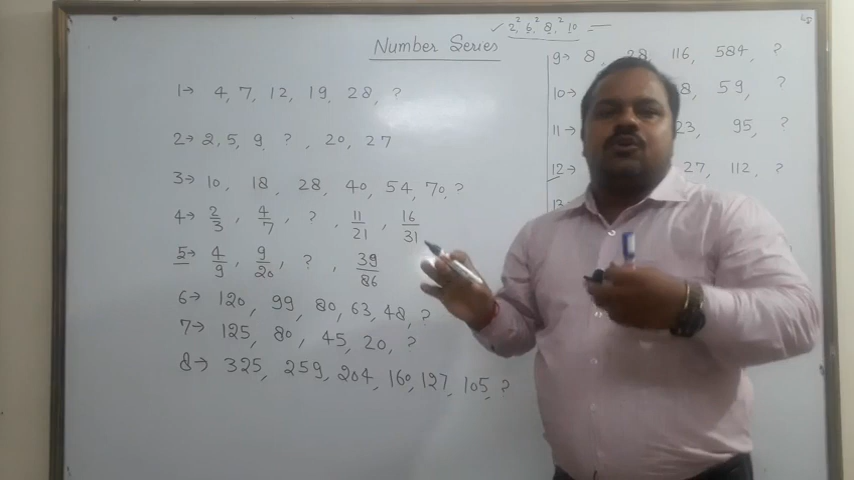 ✓ 2², 6², 8², 10 = —
Number Series
1→ 4, 7, 12, 19, 28, ?
2→ 2, 5, 9, ?, 20, 27
3→ 10, 18, 28, 40, 54, 70, ?
4→ 2/3, 4/7, ?, 11/21, 16/31
5→ 4/9, 9/20, ?, 39/86
6→ 120, 99, 80, 63, 48, ?
7→ 125, 80, 45, 20, ?
8→ 325, 259, 204, 160, 127, 105, ?
9→ 8, 28, 116, 584, ?
10→ 8, 59, ?
11→ 23, 95, ?
12→ 27, 112, ?
13→